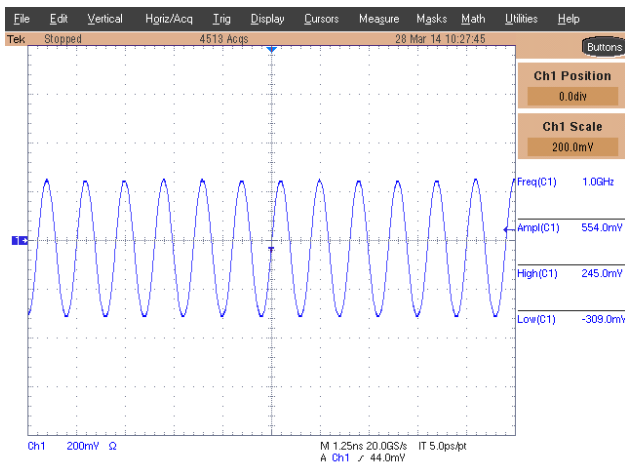 File Edit Vertical Horiz/Acq Trig Display Cursors Measure Masks Math Utilities Help
Tek Stopped 4513 Acqs 28 Mar 14 10:27:45
Buttons
Ch1 Position
0.0div
Ch1 Scale
200.0mV
Freq(C1) 1.0GHz
1
Ampl(C1) 554.0mV
High(C1) 245.0mV
Low(C1) -309.0mV
Ch1 200mV Ω M 1.25ns 20.0GS/s IT 5.0ps/pt
A Ch1 / 44.0mV